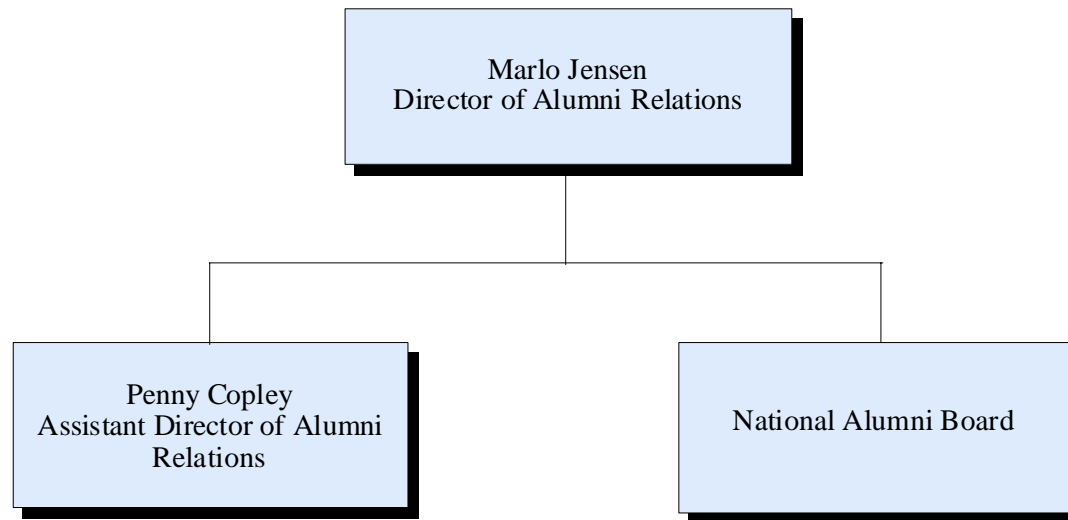 Marlo Jensen
Director of Alumni Relations
Penny Copley
Assistant Director of Alumni
Relations
National Alumni Board